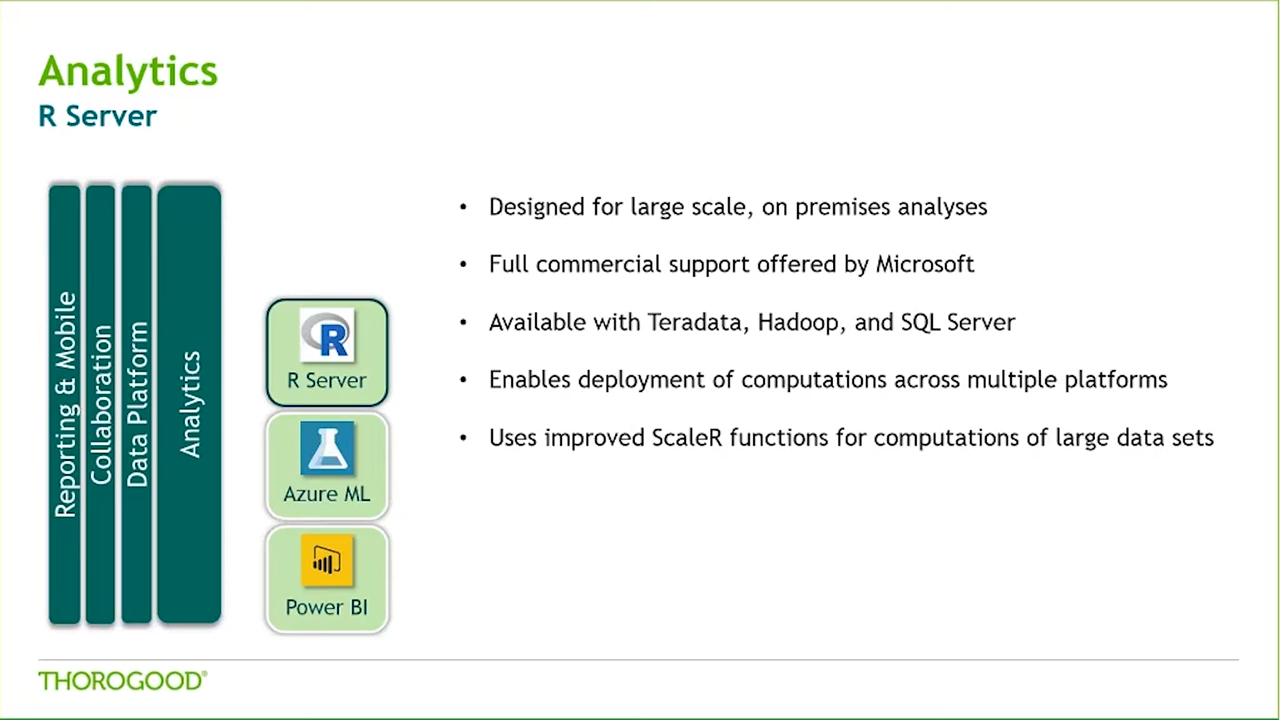 Analytics
R Server
Reporting & Mobile
Collaboration
Data Platform
Analytics
R Server
Azure ML
Power BI
• Designed for large scale, on premises analyses
• Full commercial support offered by Microsoft
• Available with Teradata, Hadoop, and SQL Server
• Enables deployment of computations across multiple platforms
• Uses improved ScaleR functions for computations of large data sets
THOROGOOD®